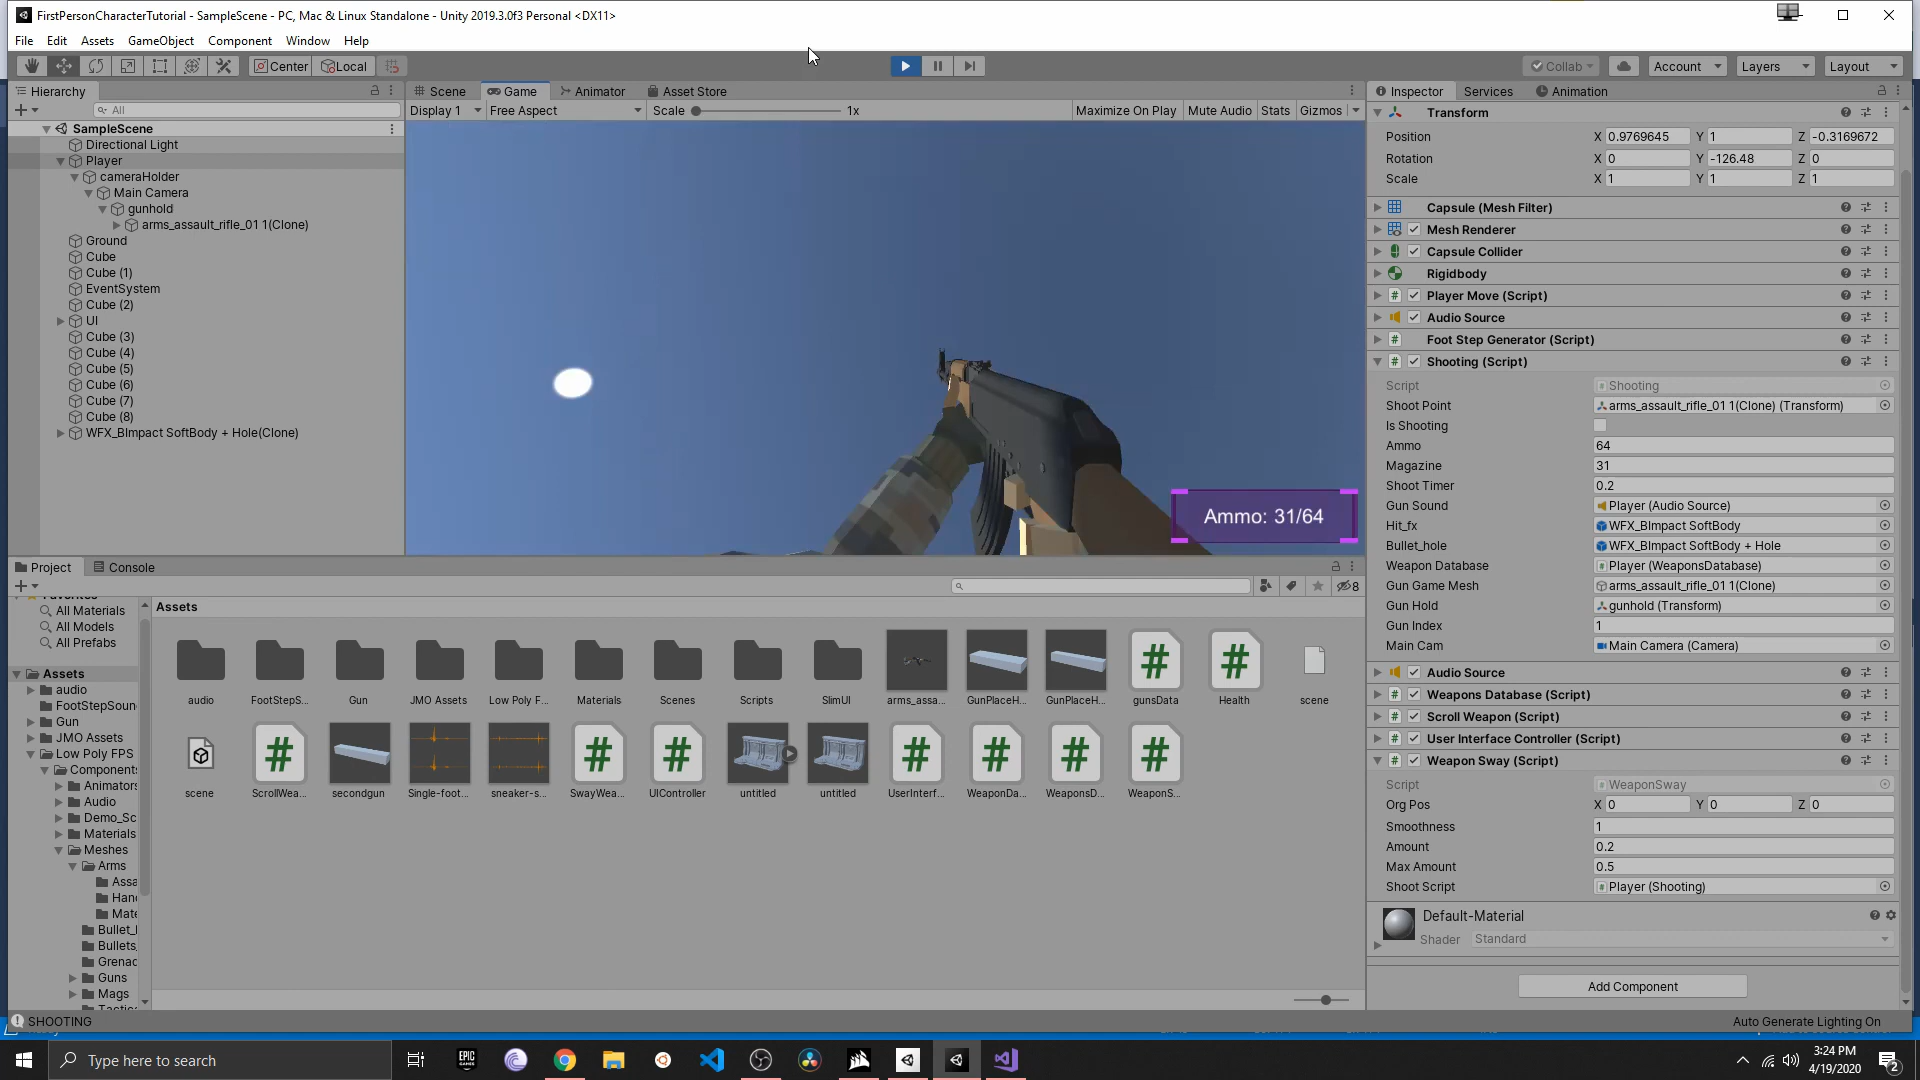 FirstPersonCharacterTutorial - SampleScene - PC, Mac & Linux Standalone - Unity 2019.3.0f3 Personal <DX11>
File Edit Assets GameObject Component Window Help
Center Local Collab Account Layers Layout
Hierarchy
All
SampleScene
Directional Light
Player
cameraHolder
Main Camera
gunhold
arms_assault_rifle_01 1(Clone)
Ground
Cube
Cube (1)
EventSystem
Cube (2)
UI
Cube (3)
Cube (4)
Cube (5)
Cube (6)
Cube (7)
Cube (8)
WFX_BImpact SoftBody + Hole(Clone)
Scene Game Animator Asset Store
Display 1 Free Aspect Scale 1x Maximize On Play Mute Audio Stats Gizmos
Ammo: 31/64
Inspector Services Animation
Transform
Position X 0.9769645 Y 1 Z -0.3169672
Rotation X 0 Y -126.48 Z 0
Scale X 1 Y 1 Z 1
Capsule (Mesh Filter)
Mesh Renderer
Capsule Collider
Rigidbody
Player Move (Script)
Audio Source
Foot Step Generator (Script)
Shooting (Script)
Script Shooting
Shoot Point arms_assault_rifle_01 1(Clone) (Transform)
Is Shooting
Ammo 64
Magazine 31
Shoot Timer 0.2
Gun Sound Player (Audio Source)
Hit_fx WFX_BImpact SoftBody
Bullet_hole WFX_BImpact SoftBody + Hole
Weapon Database Player (WeaponsDatabase)
Gun Game Mesh arms_assault_rifle_01 1(Clone)
Gun Hold gunhold (Transform)
Gun Index 1
Main Cam Main Camera (Camera)
Audio Source
Weapons Database (Script)
Scroll Weapon (Script)
User Interface Controller (Script)
Weapon Sway (Script)
Script WeaponSway
Org Pos X 0 Y 0 Z 0
Smoothness 1
Amount 0.2
Max Amount 0.5
Shoot Script Player (Shooting)
Default-Material
Shader Standard
Add Component
Project Console
8
Favorites
All Materials
All Models
All Prefabs
Assets
audio
FootStepSoun
Gun
JMO Assets
Low Poly FPS
Components
Animators
Audio
Demo_Sc
Materials
Meshes
Arms
Assa
Hand
Mate
Bullet_
Bullets
Grenad
Guns
Mags
Assets
audio FootStepS... Gun JMO Assets Low Poly F... Materials Scenes Scripts SlimUI arms_assa... GunPlaceH... GunPlaceH... gunsData Health scene
scene ScrollWea... secondgun Single-foot... sneaker-s... SwayWea... UIController untitled untitled UserInterf... WeaponDa... WeaponsD... WeaponS...
SHOOTING
Auto Generate Lighting On
Type here to search
EPIC GAMES
3:24 PM
4/19/2020
2